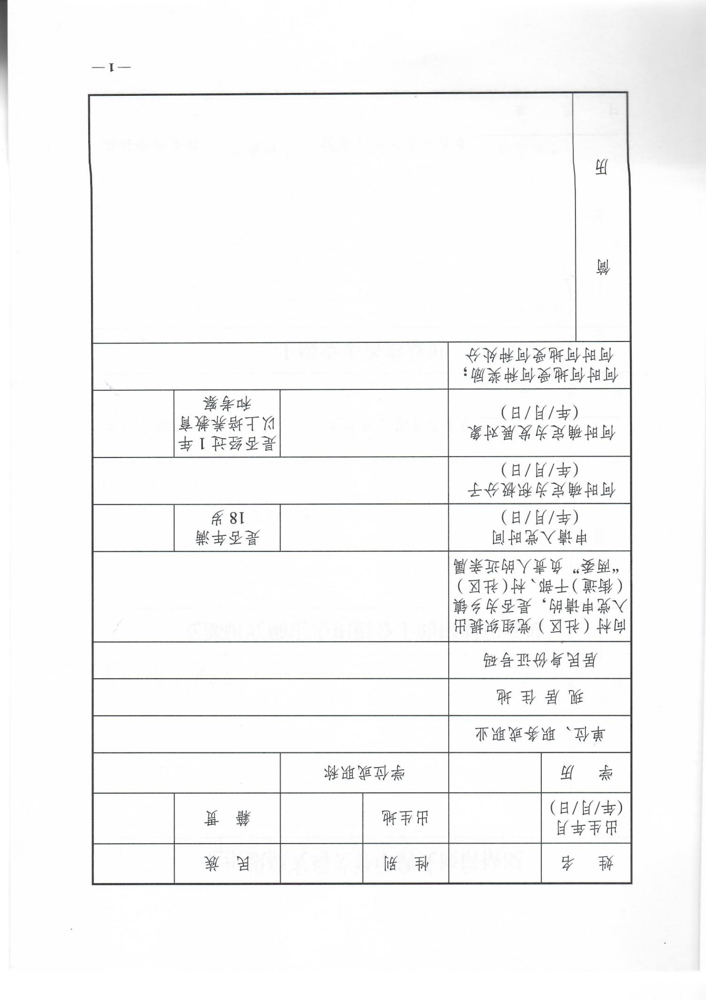 姓 名
性 别
民 族
出生年月
(年/月/日)
出生地
籍 贯
学 历
学位或职称
单位、职务或职业
现 居 住 地
居民身份证号码
向村(社区)党组织提出
入党申请的，是否为乡镇
(街道)干部、村(社区)
“两委”负责人的近亲属
申请入党时间
(年/月/日)
是否年满
18 岁
何时确定为积极分子
(年/月/日)
何时确定为发展对象
(年/月/日)
是否经过 1 年
以上培养教育
和考察
何时何地受何种奖励；
何时何地受何种处分
简
历
— 1 —